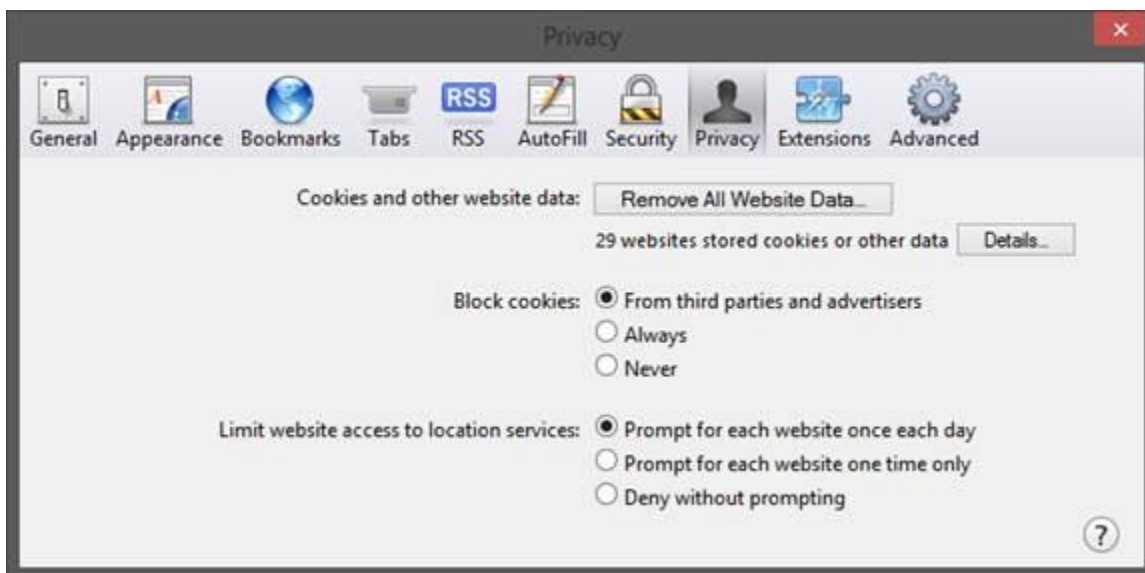 Privacy
RSS
General Appearance Bookmarks Tabs RSS AutoFill Security Privacy Extensions Advanced
Cookies and other website data: Remove All Website Data...
29 websites stored cookies or other data Details...
Block cookies: From third parties and advertisers
Always
Never
Limit website access to location services: Prompt for each website once each day
Prompt for each website one time only
Deny without prompting
?